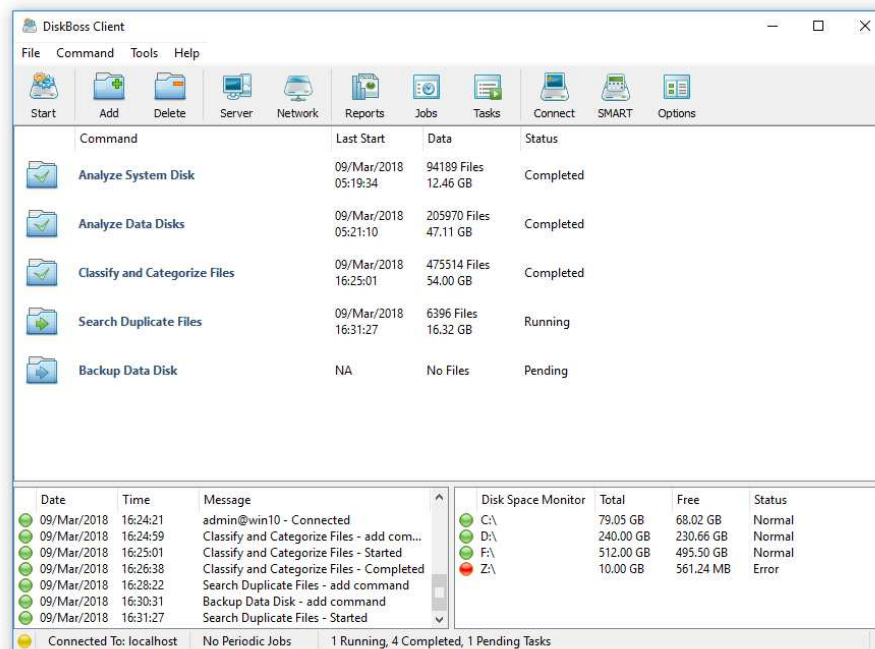 DiskBoss Client
File Command Tools Help
Start Add Delete Server Network Reports Jobs Tasks Connect SMART Options
Command Last Start Data Status
Analyze System Disk 09/Mar/2018 05:19:34 94189 Files 12.46 GB Completed
Analyze Data Disks 09/Mar/2018 05:21:10 205970 Files 47.11 GB Completed
Classify and Categorize Files 09/Mar/2018 16:25:01 475514 Files 54.00 GB Completed
Search Duplicate Files 09/Mar/2018 16:31:27 6396 Files 16.32 GB Running
Backup Data Disk NA No Files Pending
Date Time Message
09/Mar/2018 16:24:21 admin@win10 - Connected
09/Mar/2018 16:24:59 Classify and Categorize Files - add com...
09/Mar/2018 16:25:01 Classify and Categorize Files - Started
09/Mar/2018 16:26:38 Classify and Categorize Files - Completed
09/Mar/2018 16:28:22 Search Duplicate Files - add command
09/Mar/2018 16:30:31 Backup Data Disk - add command
09/Mar/2018 16:31:27 Search Duplicate Files - Started
Disk Space Monitor Total Free Status
C:\ 79.05 GB 68.02 GB Normal
D:\ 240.00 GB 230.66 GB Normal
F:\ 512.00 GB 495.50 GB Normal
Z:\ 10.00 GB 561.24 MB Error
Connected To: localhost No Periodic Jobs 1 Running, 4 Completed, 1 Pending Tasks